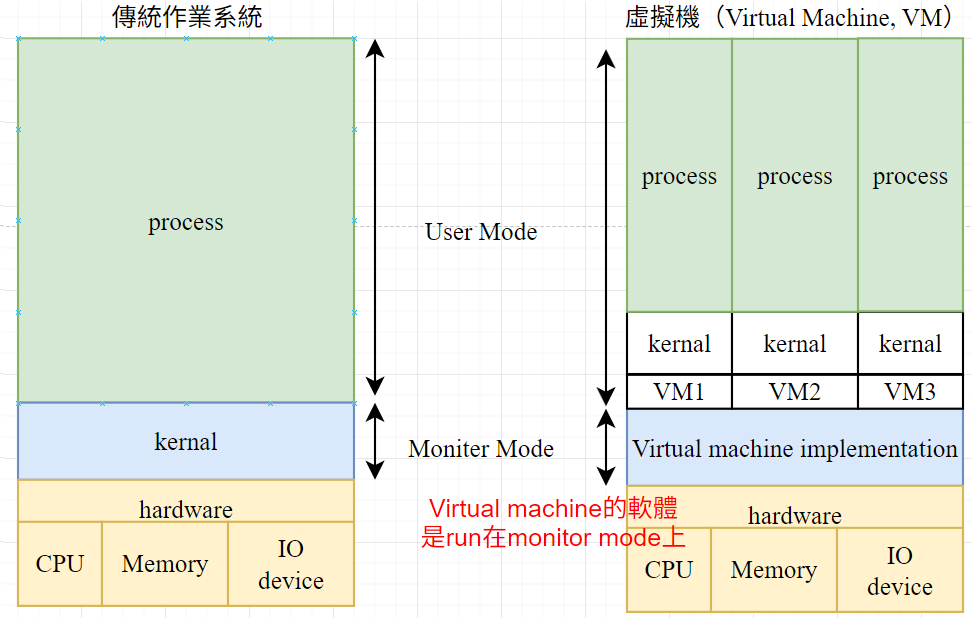 傳統作業系統
虛擬機（Virtual Machine, VM）
process
User Mode
process
process
process
kernal
kernal
kernal
VM1
VM2
VM3
kernal
Moniter Mode
Virtual machine implementation
hardware
Virtual machine的軟體
是run在monitor mode上
hardware
CPU
Memory
IO
device
CPU
Memory
IO
device